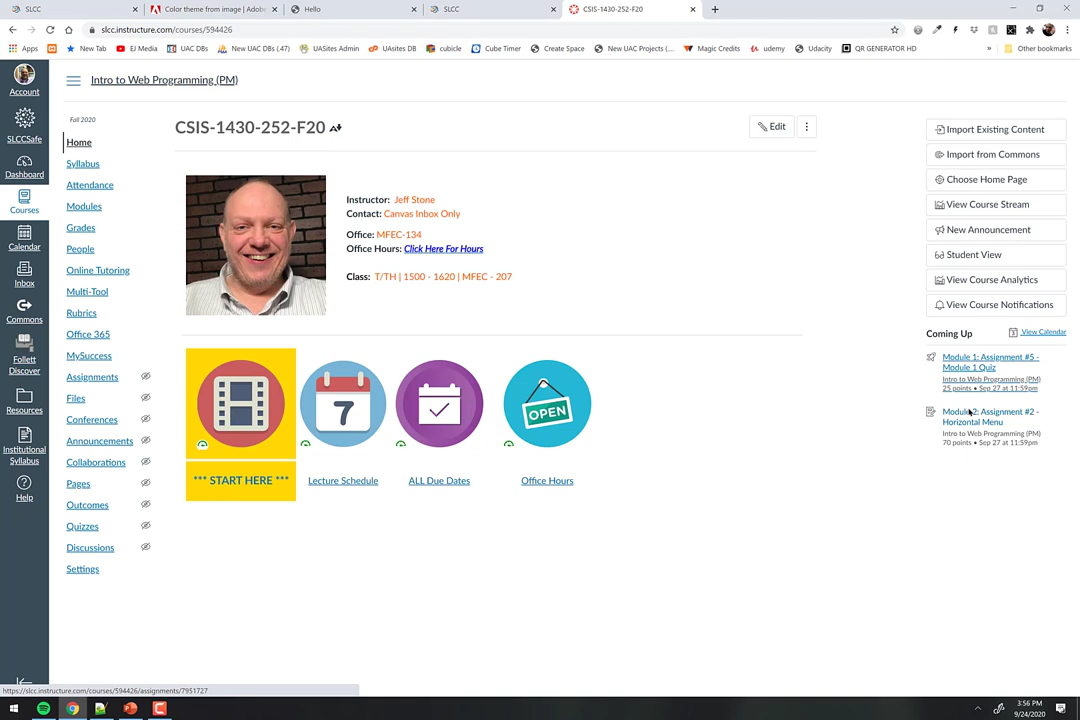 SLCC
Color theme from image | Adob
Hello
SLCC
CSIS-1430-252-F20
slcc.instructure.com/courses/594426
Apps
New Tab
EJ Media
UAC DBs
New UAC DBs (.47)
UASites Admin
UAsites DB
cubicle
Cube Timer
Create Space
New UAC Projects (...
Magic Credits
udemy
Udacity
QR GENERATOR HD
»
Other bookmarks
Account
SLCCSafe
Dashboard
Courses
Calendar
Inbox
Commons
Follett
Discover
Resources
Institutional
Syllabus
Help
Intro to Web Programming (PM)
Fall 2020
Home
Syllabus
Attendance
Modules
Grades
People
Online Tutoring
Multi-Tool
Rubrics
Office 365
MySuccess
Assignments
Files
Conferences
Announcements
Collaborations
Pages
Outcomes
Quizzes
Discussions
Settings
CSIS-1430-252-F20
Edit
Instructor: Jeff Stone
Contact: Canvas Inbox Only
Office: MFEC-134
Office Hours: Click Here For Hours
Class: T/TH | 1500 - 1620 | MFEC - 207
7
OPEN
*** START HERE ***
Lecture Schedule
ALL Due Dates
Office Hours
Import Existing Content
Import from Commons
Choose Home Page
View Course Stream
New Announcement
Student View
View Course Analytics
View Course Notifications
Coming Up
View Calendar
Module 1: Assignment #5 -
Module 1 Quiz
Intro to Web Programming (PM)
25 points • Sep 27 at 11:59pm
Module 2: Assignment #2 -
Horizontal Menu
Intro to Web Programming (PM)
70 points • Sep 27 at 11:59pm
https://slcc.instructure.com/courses/594426/assignments/7951727
3:56 PM
9/24/2020